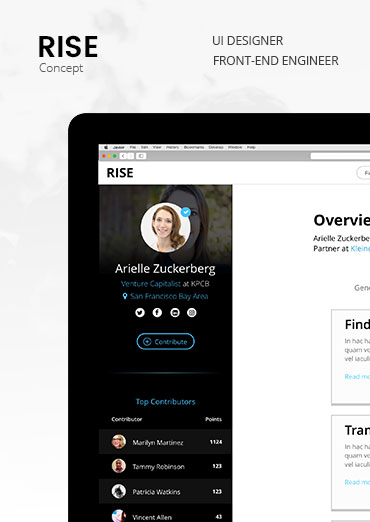 RISE
Concept
UI DESIGNER
FRONT-END ENGINEER
RISE
Arielle Zuckerberg
Venture Capitalist at KPCB
San Francisco Bay Area
Contribute
Top Contributors
Contributor Points
Marilyn Martinez 1124
Tammy Robinson 123
Patricia Watkins 123
Vincent Allen 43
Overvie
Arielle Zuckerbe
Partner at Kleine
Gene
Find
In hac ha
quam vo
vel iaculi
Read mo
Tran
In hac ha
quam vo
vel iaculi
Read mo